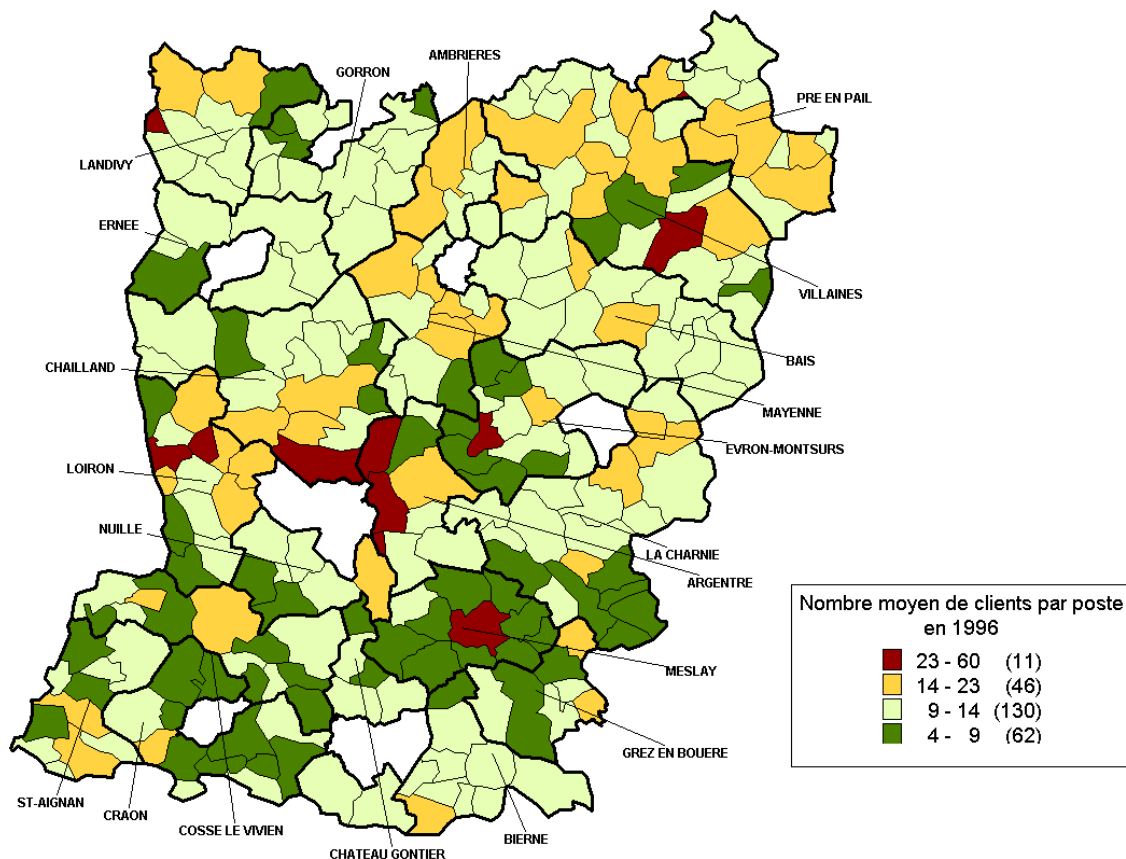 AMBRIERES
GORRON
PRE EN PAIL
LANDIVY
ERNEE
VILLAINES
BAIS
CHAILLAND
MAYENNE
EVRON-MONTSURS
LOIRON
NUILLE
LA CHARNIE
ARGENTRE
MESLAY
GREZ EN BOUERE
ST-AIGNAN
CRAON
COSSE LE VIVIEN
BIERNE
CHATEAU GONTIER
Nombre moyen de clients par poste
en 1996
23 - 60 (11)
14 - 23 (46)
9 - 14 (130)
4 - 9 (62)